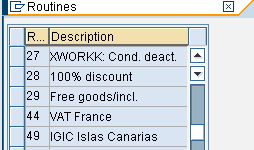 Routines
R... Description
27 XWORKK: Cond. deact.
28 100% discount
29 Free goods/incl.
44 VAT France
49 IGIC Islas Canarias